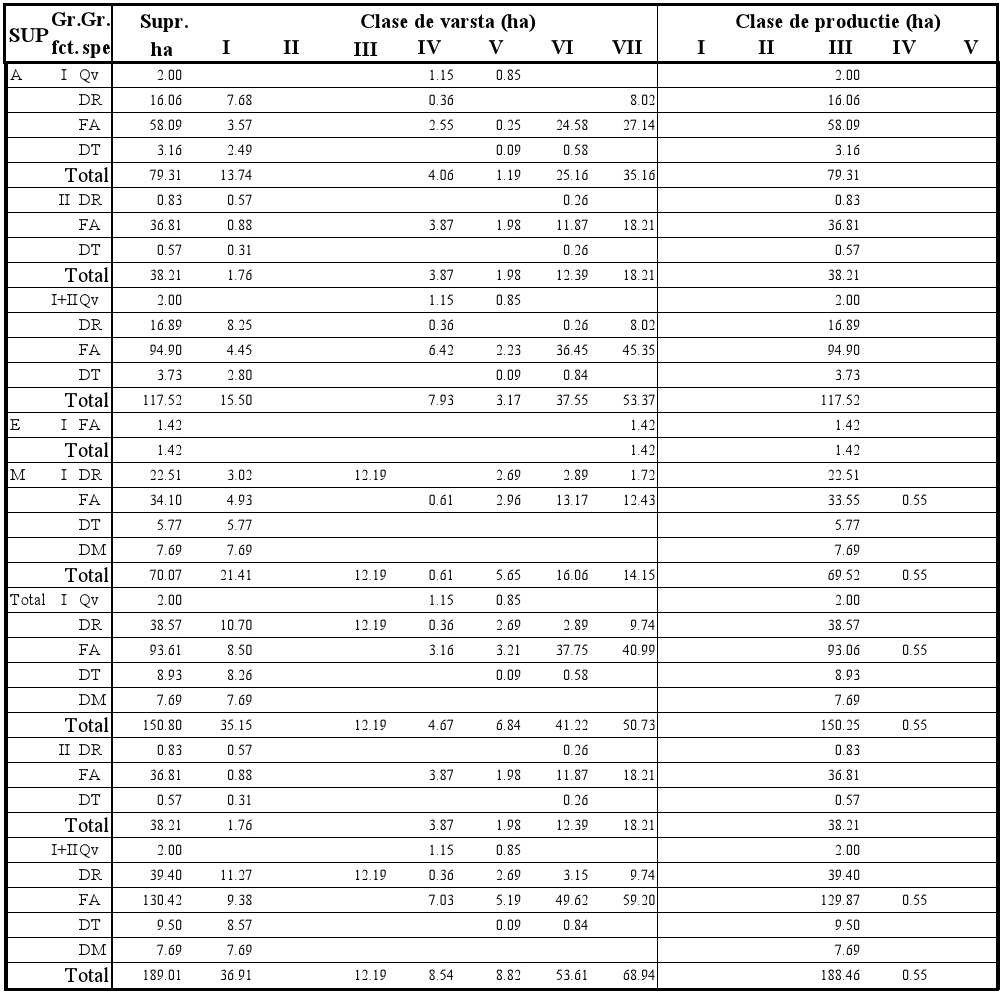 SUP Gr. Gr. Supr. Clase de varsta (ha) Clase de productie (ha)
fct. spe ha I II III IV V VI VII I II III IV V
A I Qv 2.00 1.15 0.85 2.00
DR 16.06 7.68 0.36 8.02 16.06
FA 58.09 3.57 2.55 0.25 24.58 27.14 58.09
DT 3.16 2.49 0.09 0.58 3.16
Total 79.31 13.74 4.06 1.19 25.16 35.16 79.31
II DR 0.83 0.57 0.26 0.83
FA 36.81 0.88 3.87 1.98 11.87 18.21 36.81
DT 0.57 0.31 0.26 0.57
Total 38.21 1.76 3.87 1.98 12.39 18.21 38.21
I+II Qv 2.00 1.15 0.85 2.00
DR 16.89 8.25 0.36 0.26 8.02 16.89
FA 94.90 4.45 6.42 2.23 36.45 45.35 94.90
DT 3.73 2.80 0.09 0.84 3.73
Total 117.52 15.50 7.93 3.17 37.55 53.37 117.52
E I FA 1.42 1.42 1.42
Total 1.42 1.42 1.42
M I DR 22.51 3.02 12.19 2.69 2.89 1.72 22.51
FA 34.10 4.93 0.61 2.96 13.17 12.43 33.55 0.55
DT 5.77 5.77 5.77
DM 7.69 7.69 7.69
Total 70.07 21.41 12.19 0.61 5.65 16.06 14.15 69.52 0.55
Total I Qv 2.00 1.15 0.85 2.00
DR 38.57 10.70 12.19 0.36 2.69 2.89 9.74 38.57
FA 93.61 8.50 3.16 3.21 37.75 40.99 93.06 0.55
DT 8.93 8.26 0.09 0.58 8.93
DM 7.69 7.69 7.69
Total 150.80 35.15 12.19 4.67 6.84 41.22 50.73 150.25 0.55
II DR 0.83 0.57 0.26 0.83
FA 36.81 0.88 3.87 1.98 11.87 18.21 36.81
DT 0.57 0.31 0.26 0.57
Total 38.21 1.76 3.87 1.98 12.39 18.21 38.21
I+II Qv 2.00 1.15 0.85 2.00
DR 39.40 11.27 12.19 0.36 2.69 3.15 9.74 39.40
FA 130.42 9.38 7.03 5.19 49.62 59.20 129.87 0.55
DT 9.50 8.57 0.09 0.84 9.50
DM 7.69 7.69 7.69
Total 189.01 36.91 12.19 8.54 8.82 53.61 68.94 188.46 0.55